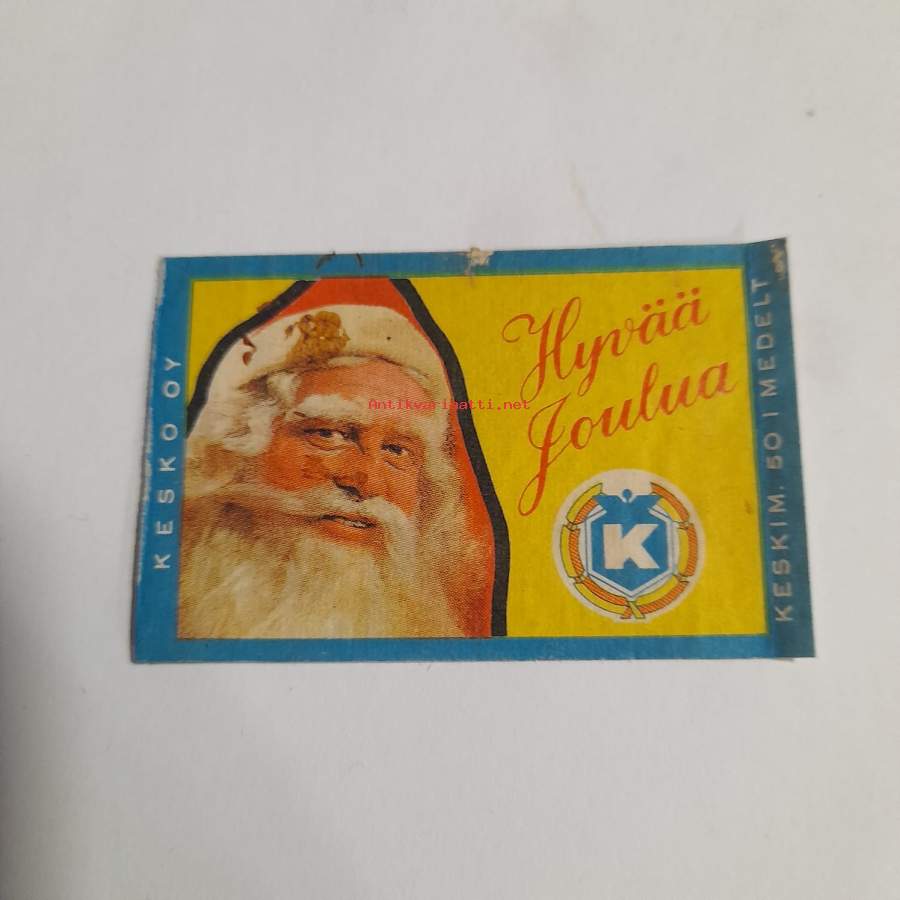 KESKO OY
Hyvää
Joulua
K
KESKIM. 50 I MEDELT.
Antikvariaatti.net